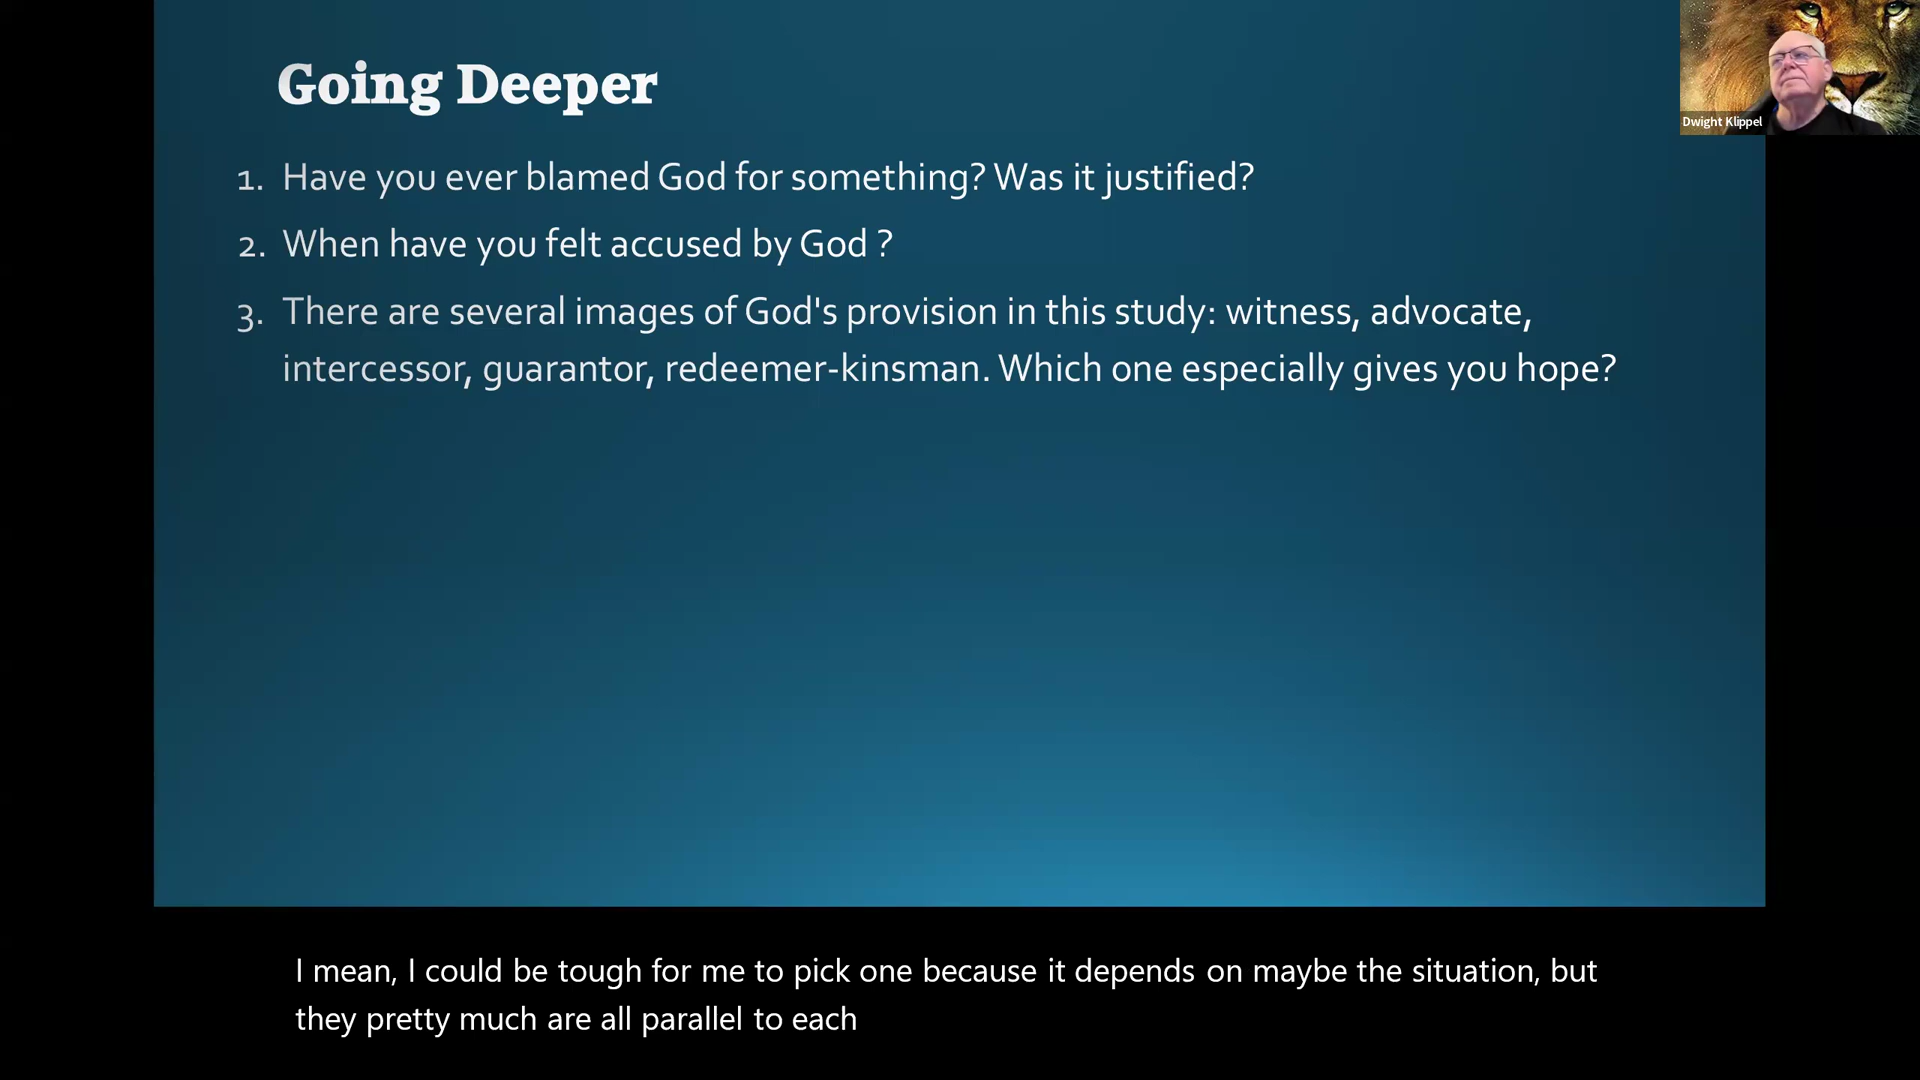 Going Deeper
Dwight Klippel
1. Have you ever blamed God for something? Was it justified?
2. When have you felt accused by God ?
3. There are several images of God's provision in this study: witness, advocate,
intercessor, guarantor, redeemer-kinsman. Which one especially gives you hope?
I mean, I could be tough for me to pick one because it depends on maybe the situation, but
they pretty much are all parallel to each